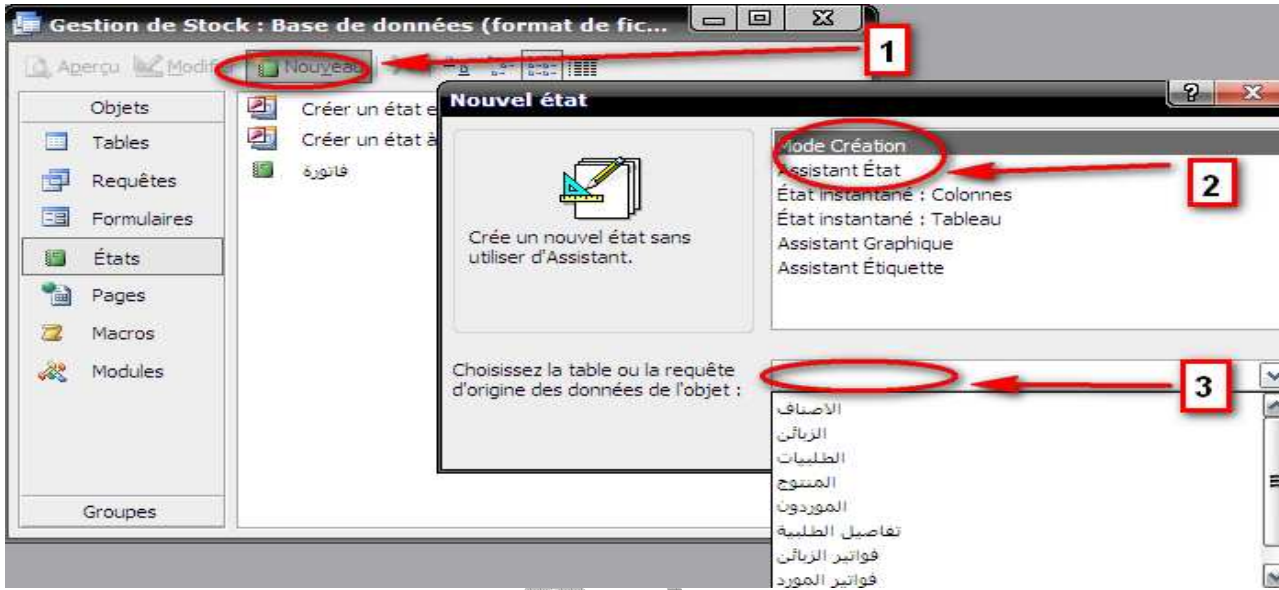 Gestion de Stock : Base de données (format de fic...
Aperçu Modifier Nouveau
1
Objets
Tables
Requêtes
Formulaires
États
Pages
Macros
Modules
Groupes
Créer un état e
Créer un état à
فاتورة
Nouvel état
Crée un nouvel état sans
utiliser d'Assistant.
Mode Création
Assistant État
État instantané : Colonnes
État instantané : Tableau
Assistant Graphique
Assistant Étiquette
2
Choisissez la table ou la requête
d'origine des données de l'objet :
3
الاصناف
الزبائن
الطلبيات
المنتوج
الموردون
تفاصيل الطلبية
فواتير الزبائن
فواتير المورد